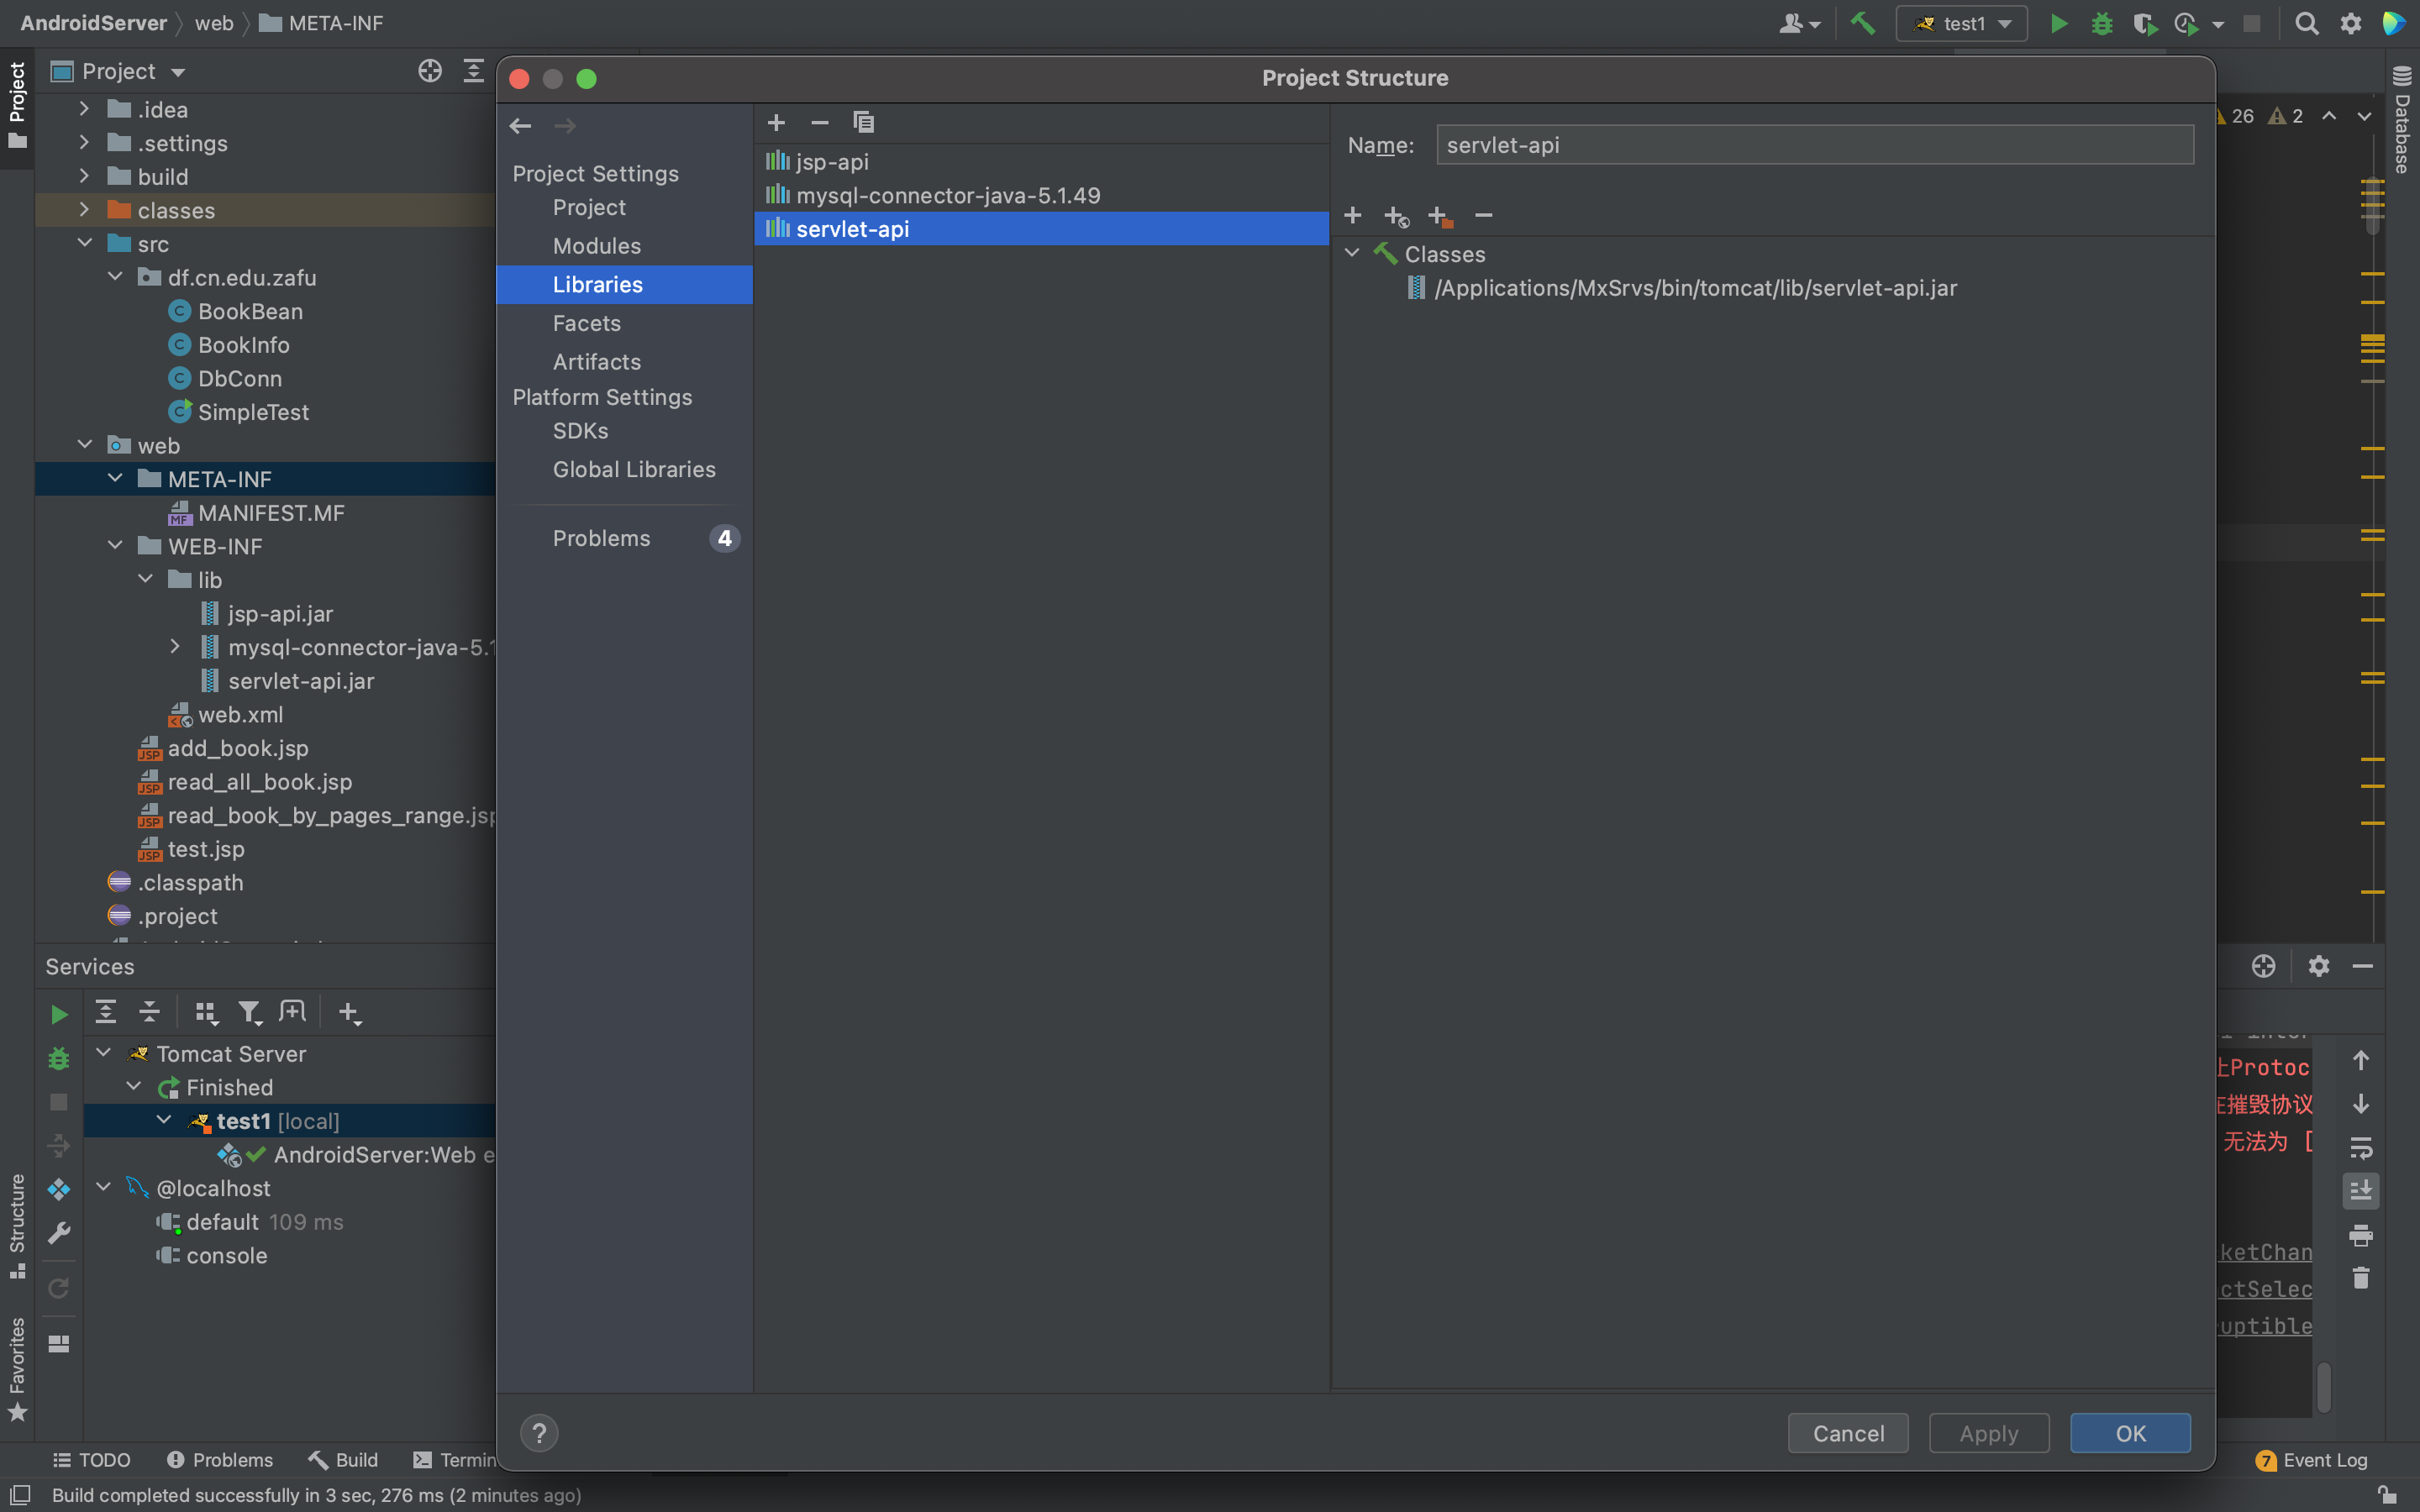 AndroidServer web META-INF
test1
Project
Project
.idea
.settings
build
classes
src
df.cn.edu.zafu
BookBean
BookInfo
DbConn
SimpleTest
web
META-INF
MANIFEST.MF
WEB-INF
lib
jsp-api.jar
mysql-connector-java-5.1
servlet-api.jar
web.xml
add_book.jsp
read_all_book.jsp
read_book_by_pages_range.jsp
test.jsp
.classpath
.project
Project Structure
Project Settings
Project
Modules
Libraries
Facets
Artifacts
Platform Settings
SDKs
Global Libraries
Problems 4
jsp-api
mysql-connector-java-5.1.49
servlet-api
Name: servlet-api
Classes
/Applications/MxSrvs/bin/tomcat/lib/servlet-api.jar
? Cancel Apply OK
26 2
Database
Services
Tomcat Server
Finished
test1 [local]
AndroidServer:Web e
@localhost
default 109 ms
console
Structure
Favorites
上Protoc
在摧毁协议
无法为 [
ketChan
ctSelec
uptible
TODO Problems Build Termin
7 Event Log
Build completed successfully in 3 sec, 276 ms (2 minutes ago)